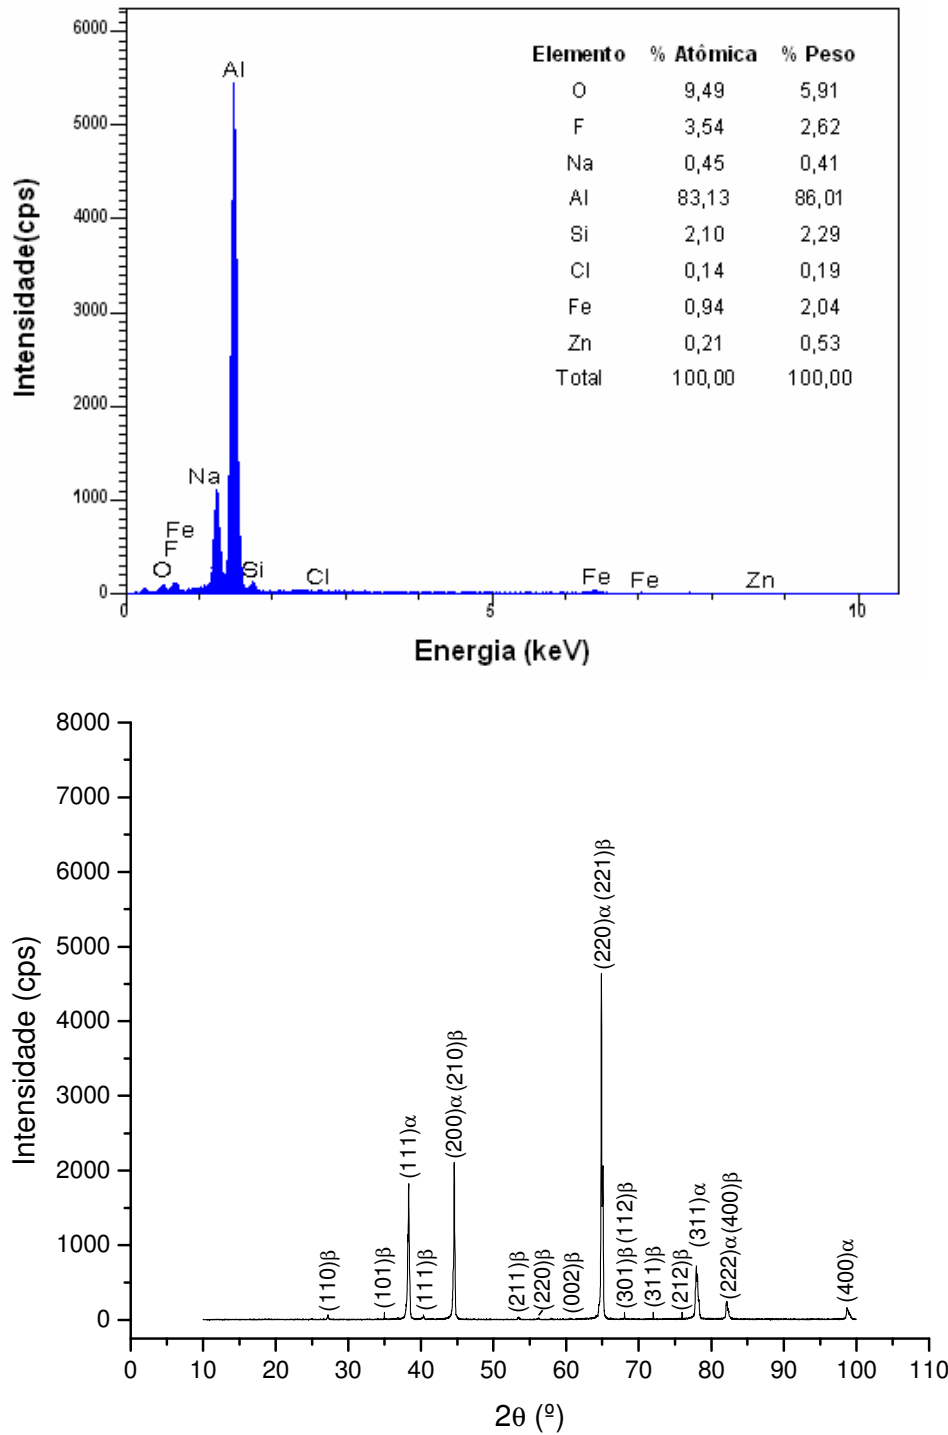 6000
5000
4000
3000
2000
1000
0
Intensidade(cps)
Elemento % Atômica % Peso
O 9,49 5,91
F 3,54 2,62
Na 0,45 0,41
Al 83,13 86,01
Si 2,10 2,29
Cl 0,14 0,19
Fe 0,94 2,04
Zn 0,21 0,53
Total 100,00 100,00
Al
Na
Fe
F
O Si Cl Fe Fe Zn
0 5 10
Energia (keV)
8000
7000
6000
5000
4000
3000
2000
1000
0
Intensidade (cps)
(110)β
(101)β
(111)α
(111)β
(200)α (210)β
(211)β
(220)β
(002)β
(220)α (221)β
(301)β (112)β
(311)β
(212)β
(311)α
(222)α (400)β
(400)α
0 10 20 30 40 50 60 70 80 90 100 110
2θ (º)